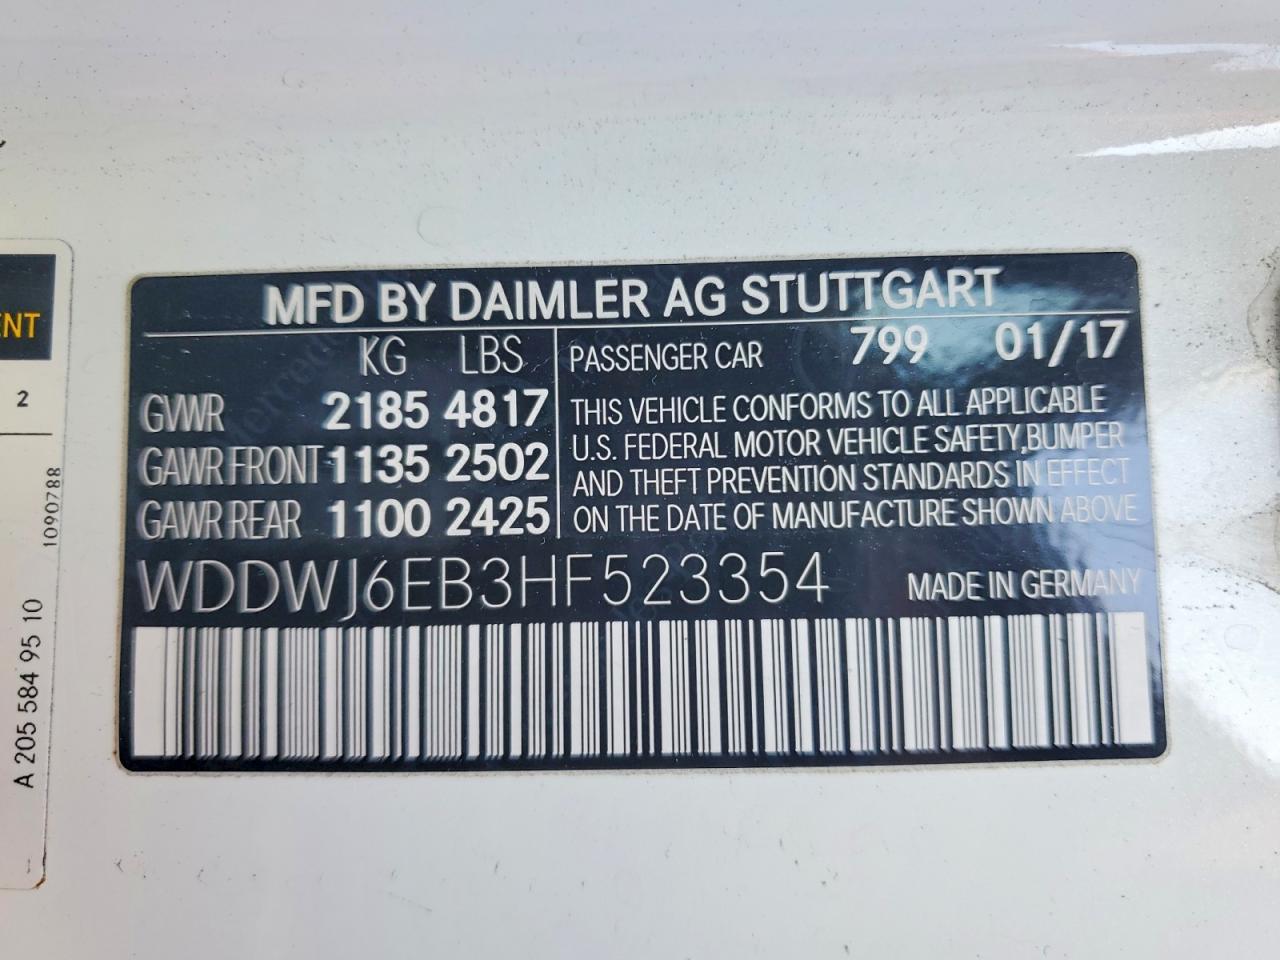 ENT
2
1090788
A 205 584 95 10
MFD BY DAIMLER AG STUTTGART
KG LBS
GVWR 2185 4817
GAWR FRONT 1135 2502
GAWR REAR 1100 2425
PASSENGER CAR 799 01/17
THIS VEHICLE CONFORMS TO ALL APPLICABLE
U.S. FEDERAL MOTOR VEHICLE SAFETY,BUMPER
AND THEFT PREVENTION STANDARDS IN EFFECT
ON THE DATE OF MANUFACTURE SHOWN ABOVE
WDDWJ6EB3HF523354 MADE IN GERMANY